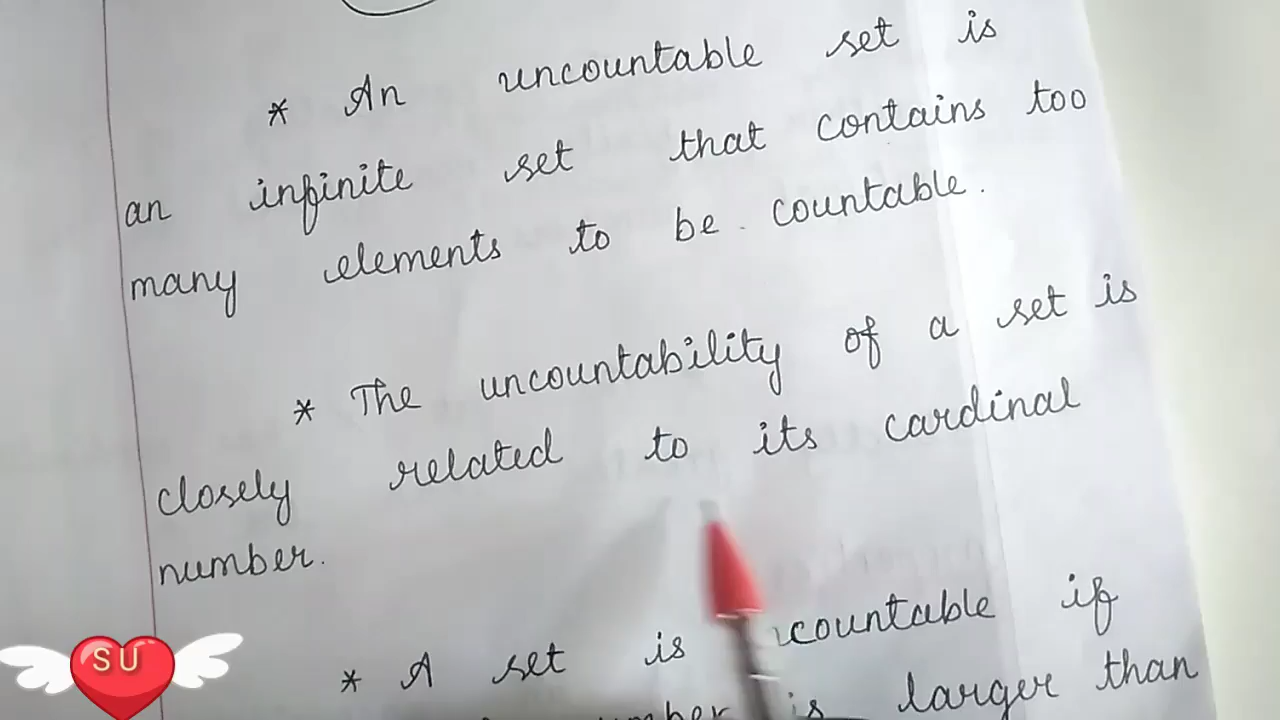 * An uncountable set is
an infinite set that contains too
many elements to be countable.
* The uncountability of a set is
closely related to its cardinal
number.
* A set is countable if
is larger than
SU